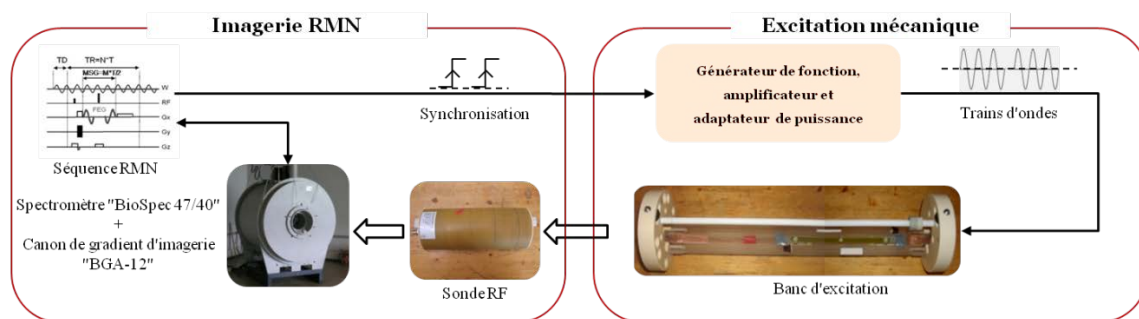 Imagerie RMN
TD TR=N*T
MSG=M*T/2
W
RF
FEG
Gx
Gy
Gz
Séquence RMN
Synchronisation
Spectromètre "BioSpec 47/40"
+
Canon de gradient d'imagerie
"BGA-12"
Sonde RF
Excitation mécanique
Générateur de fonction,
amplificateur et
adaptateur de puissance
Trains d'ondes
Banc d'excitation